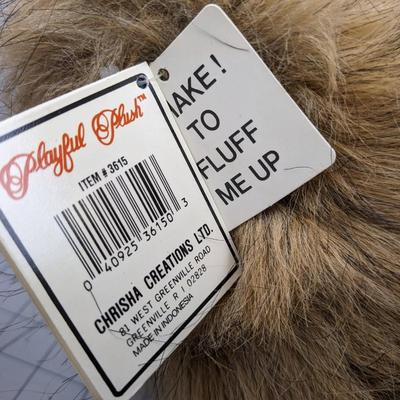 Playful Plush™
ITEM # 3615
0 40925 36150 3
CHRISHA CREATIONS LTD.
81 WEST GREENVILLE ROAD
GREENVILLE R I 02828
MADE IN INDONESIA
!
TO
FLUFF
ME UP